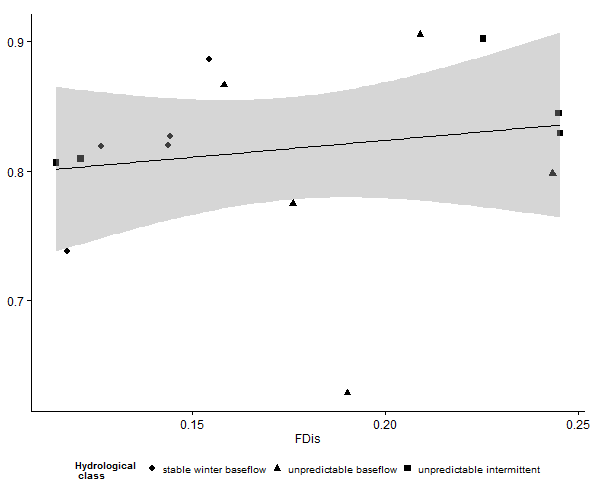 0.9
0.8
0.7
0.15 0.20 0.25
FDis
Hydrological
class
stable winter baseflow unpredictable baseflow unpredictable intermittent